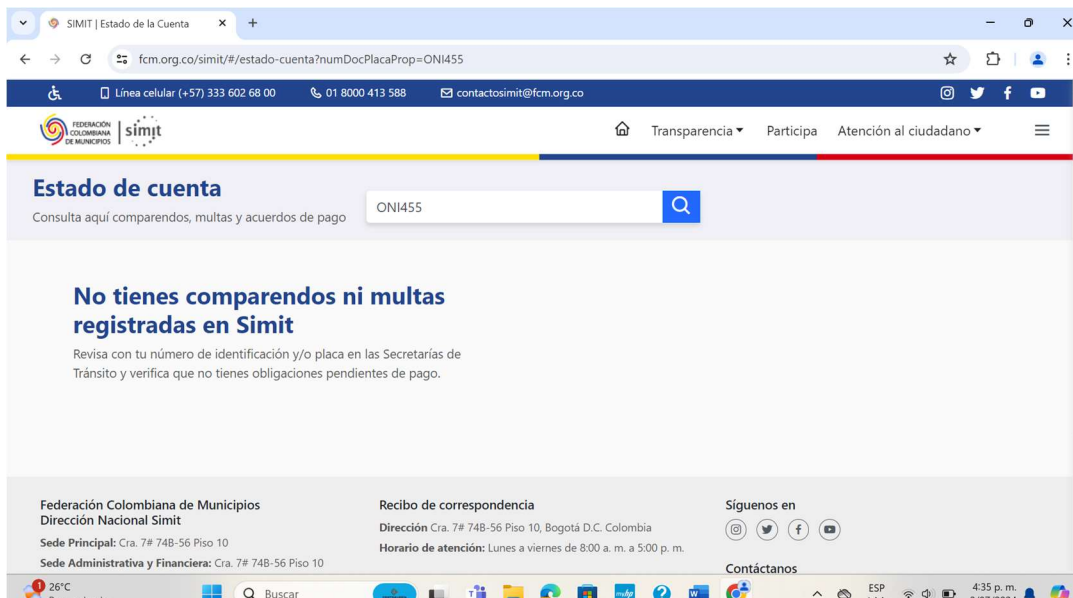 SIMIT | Estado de la Cuenta
fcm.org.co/simit/#/estado-cuenta?numDocPlacaProp=ONI455
Línea celular (+57) 333 602 68 00 01 8000 413 588 contactosimit@fcm.org.co
FEDERACIÓN
COLOMBIANA
DE MUNICIPIOS
simit
Transparencia Participa Atención al ciudadano
Estado de cuenta
Consulta aquí comparendos, multas y acuerdos de pago
ONI455
No tienes comparendos ni multas
registradas en Simit
Revisa con tu número de identificación y/o placa en las Secretarías de
Tránsito y verifica que no tienes obligaciones pendientes de pago.
Federación Colombiana de Municipios
Dirección Nacional Simit
Sede Principal: Cra. 7# 74B-56 Piso 10
Sede Administrativa y Financiera: Cra. 7# 74B-56 Piso 10
Recibo de correspondencia
Dirección Cra. 7# 74B-56 Piso 10, Bogotá D.C. Colombia
Horario de atención: Lunes a viernes de 8:00 a. m. a 5:00 p. m.
Síguenos en
Contáctanos
1
26°C
Buscar
ESP
4:35 p. m.